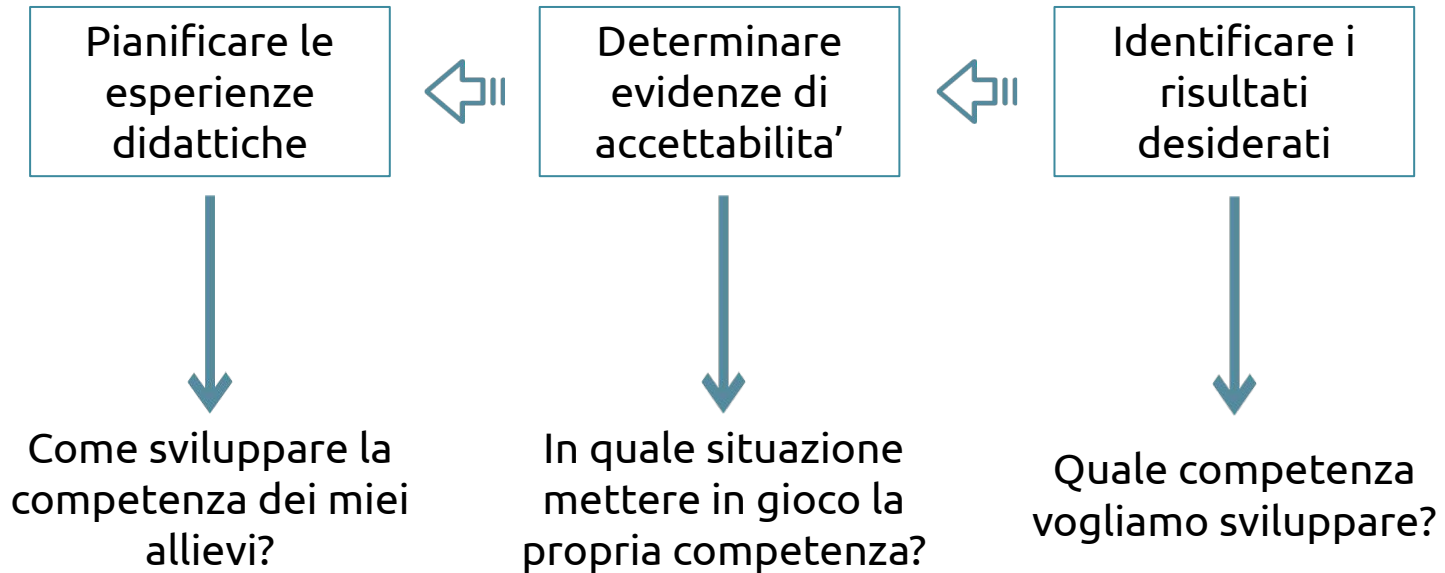 Pianificare le
esperienze
didattiche
Determinare
evidenze di
accettabilita’
Identificare i
risultati
desiderati
Come sviluppare la
competenza dei miei
allievi?
In quale situazione
mettere in gioco la
propria competenza?
Quale competenza
vogliamo sviluppare?